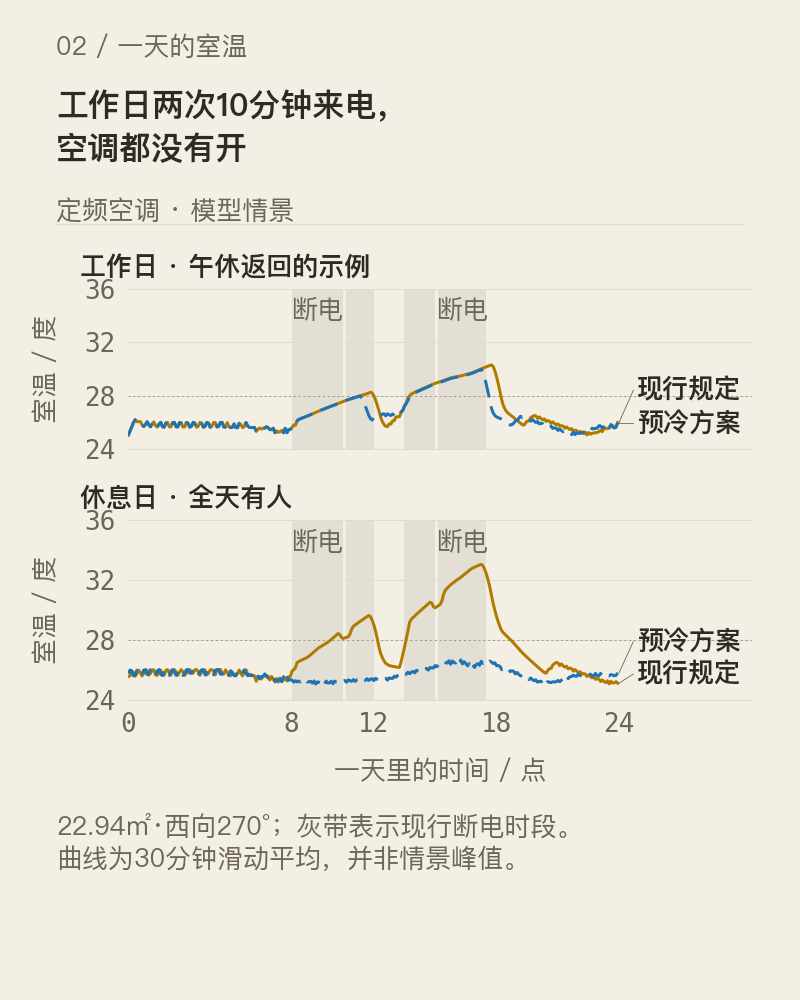 02 / 一天的室温
工作日两次10分钟来电，
空调都没有开
定频空调 · 模型情景
工作日 · 午休返回的示例
36
断电
断电
32
室温 / 度
现行规定
28
预冷方案
24
休息日 · 全天有人
36
断电
断电
32
室温 / 度
预冷方案
28
现行规定
24
0
8
12
18
24
一天里的时间 / 点
22.94㎡·西向270°；灰带表示现行断电时段。
曲线为30分钟滑动平均，并非情景峰值。